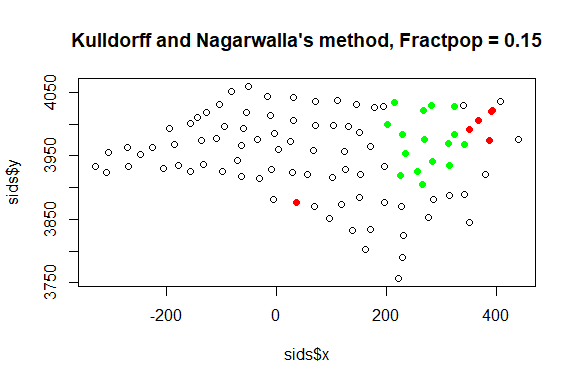 Kulldorff and Nagarwalla's method, Fractpop = 0.15
4050
3950
3850
3750
sids$y
-200 0 200 400
sids$x